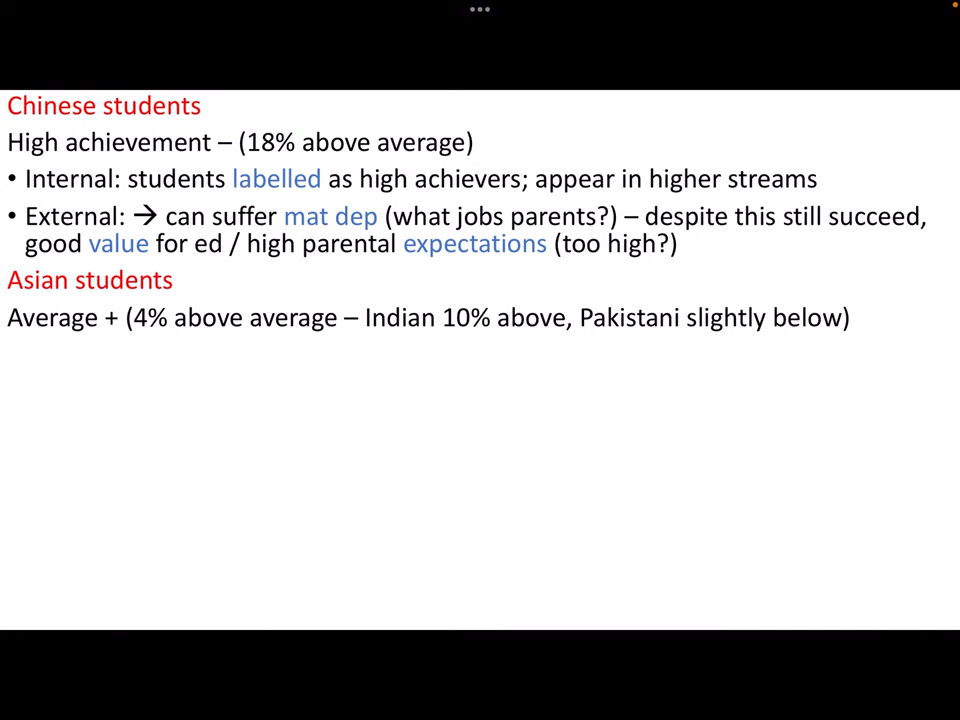 Chinese students
High achievement – (18% above average)
• Internal: students labelled as high achievers; appear in higher streams
• External: → can suffer mat dep (what jobs parents?) – despite this still succeed,
good value for ed / high parental expectations (too high?)
Asian students
Average + (4% above average – Indian 10% above, Pakistani slightly below)